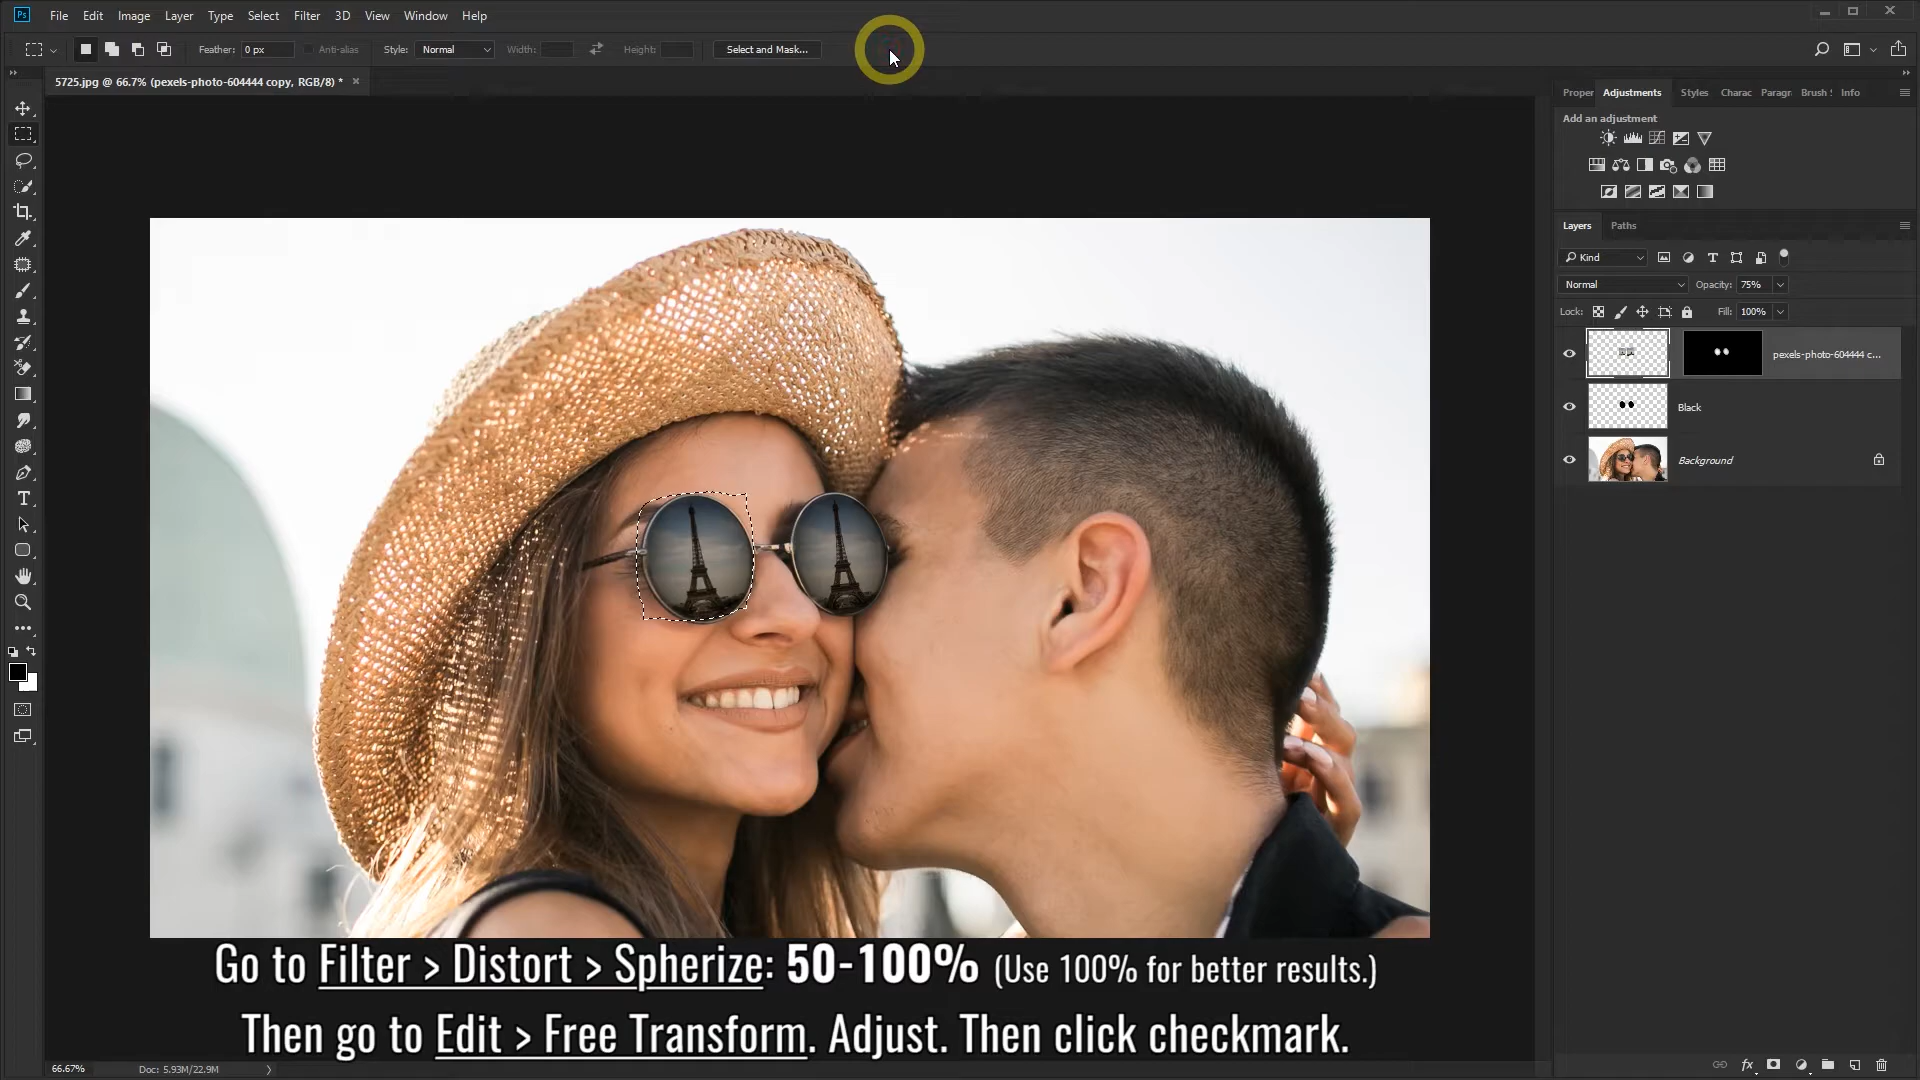 Ps File Edit Image Layer Type Select Filter 3D View Window Help
Feather: 0 px Anti-alias Style: Normal Width: Height: Select and Mask...
5725.jpg @ 66.7% (pexels-photo-604444 copy, RGB/8) *
Proper Adjustments Styles Charac Paragr Brush S Info
Add an adjustment
Layers Paths
Kind
Normal Opacity: 75%
Lock: Fill: 100%
pexels-photo-604444 c...
Black
Background
Go to Filter > Distort > Spherize: 50-100% (Use 100% for better results.)
Then go to Edit > Free Transform. Adjust. Then click checkmark.
66.67% Doc: 5.93M/22.9M